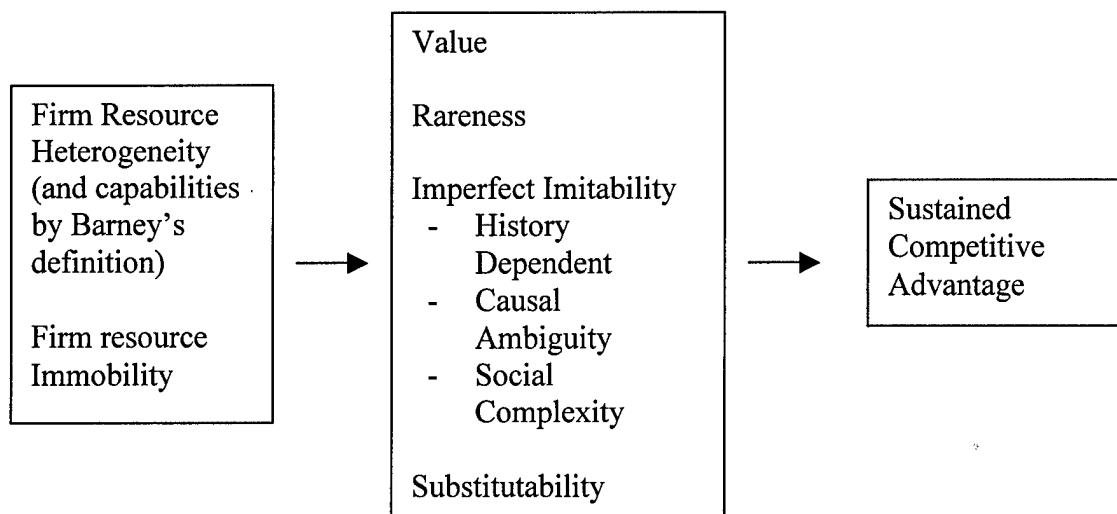 Firm Resource
Heterogeneity
(and capabilities
by Barney's
definition)
Firm resource
Immobility
Value
Rareness
Imperfect Imitability
- History
Dependent
- Causal
Ambiguity
- Social
Complexity
Substitutability
Sustained
Competitive
Advantage